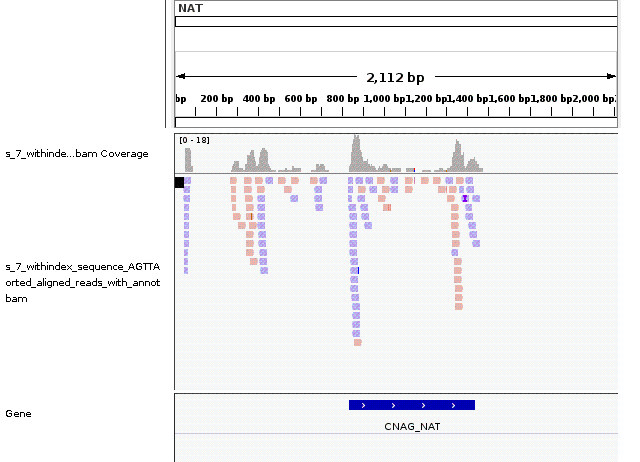 NAT
2,112 bp
bp 200 bp 400 bp 600 bp 800 bp 1,000 bp 1,200 bp 1,400 bp 1,600 bp 1,800 bp 2,000 bp
[0 - 18]
s_7_withinde...bam Coverage
s_7_withindex_sequence_AGTTA
orted_aligned_reads_with_annot
bam
Gene
CNAG_NAT